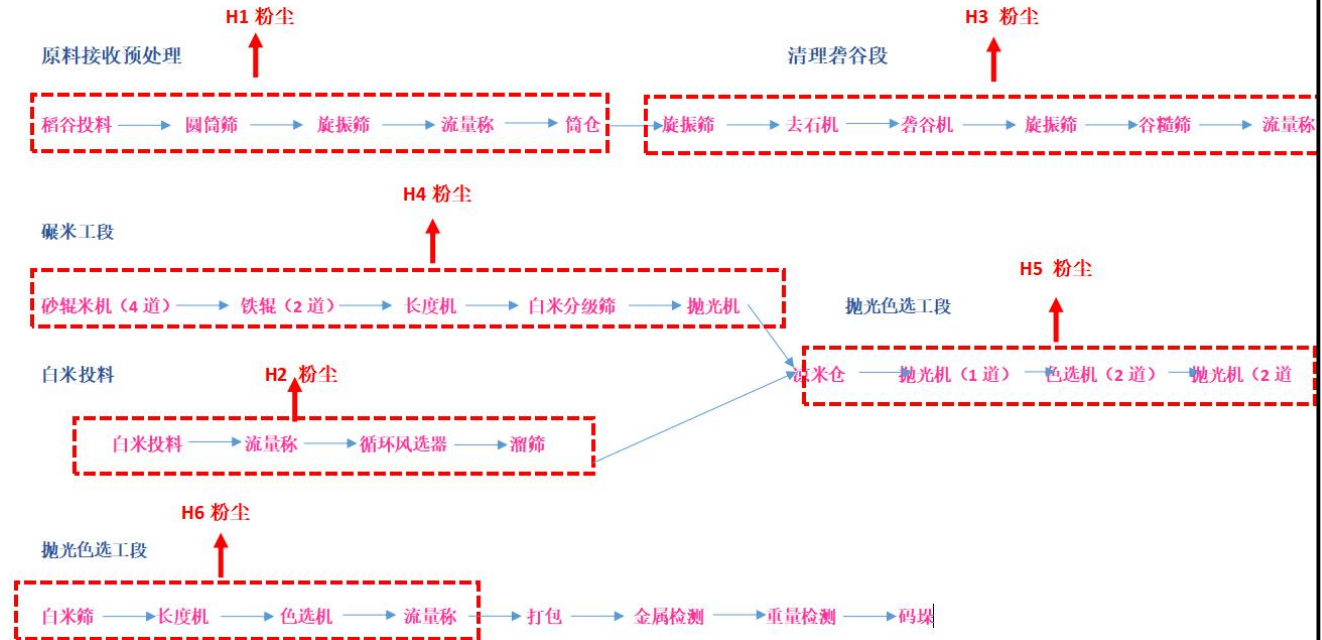 H1 粉尘
H3 粉尘
原料接收预处理
清理砻谷段
稻谷投料 圆筒筛 旋振筛 流量称 筒仓 旋振筛 去石机 砻谷机 旋振筛 谷糙筛 流量称
H4 粉尘
碾米工段
H5 粉尘
砂辊米机（4 道） 铁辊（2 道） 长度机 白米分级筛 抛光机
抛光色选工段
白米投料
H2 粉尘
凉米仓 抛光机（1 道） 色选机（2 道） 抛光机（2 道
白米投料 流量称 循环风选器 溜筛
H6 粉尘
抛光色选工段
白米筛 长度机 色选机 流量称 打包 金属检测 重量检测 码垛